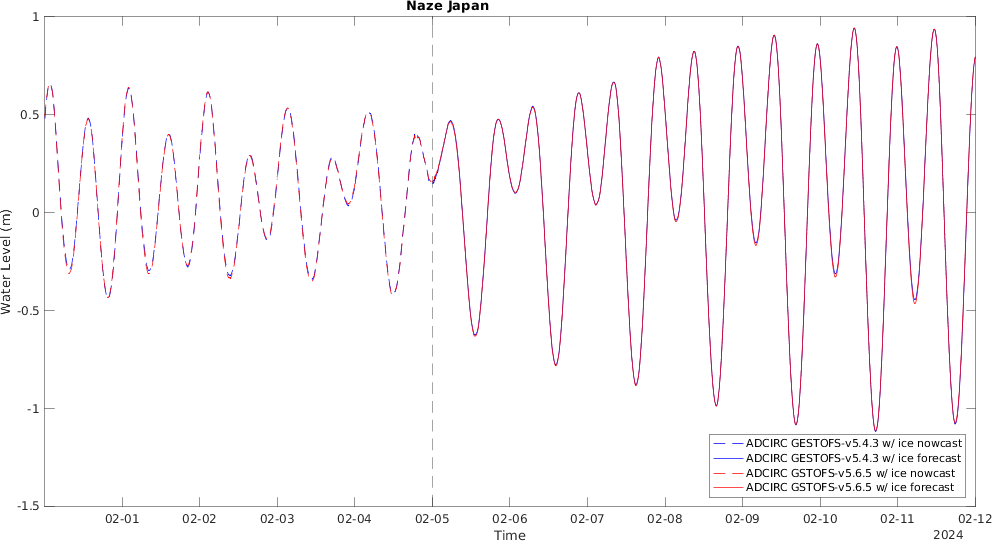 Naze Japan
1
0.5
0
-0.5
-1
-1.5
Water Level (m)
ADCIRC GESTOFS-v5.4.3 w/ ice nowcast
ADCIRC GESTOFS-v5.4.3 w/ ice forecast
ADCIRC GSTOFS-v5.6.5 w/ ice nowcast
ADCIRC GSTOFS-v5.6.5 w/ ice forecast
02-01 02-02 02-03 02-04 02-05 02-06 02-07 02-08 02-09 02-10 02-11 02-12
Time
2024